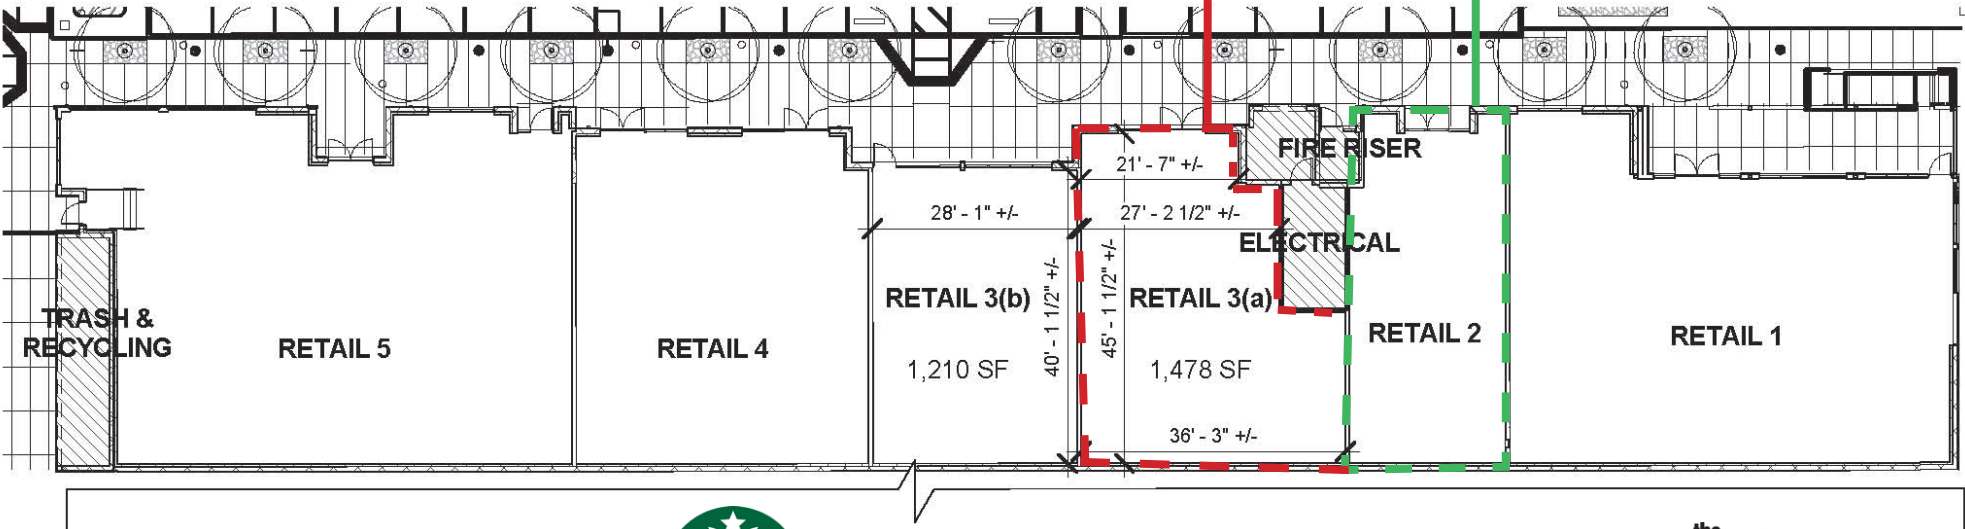 FIRE RISER
21' - 7" +/-
28' - 1" +/-
27' - 2 1/2" +/-
ELECTRICAL
RETAIL 3(b)
40' - 1 1/2" +/-
45' - 1 1/2" +/-
RETAIL 3(a)
TRASH &
RECYCLING
RETAIL 5
RETAIL 4
1,210 SF
1,478 SF
RETAIL 2
RETAIL 1
36' - 3" +/-
the